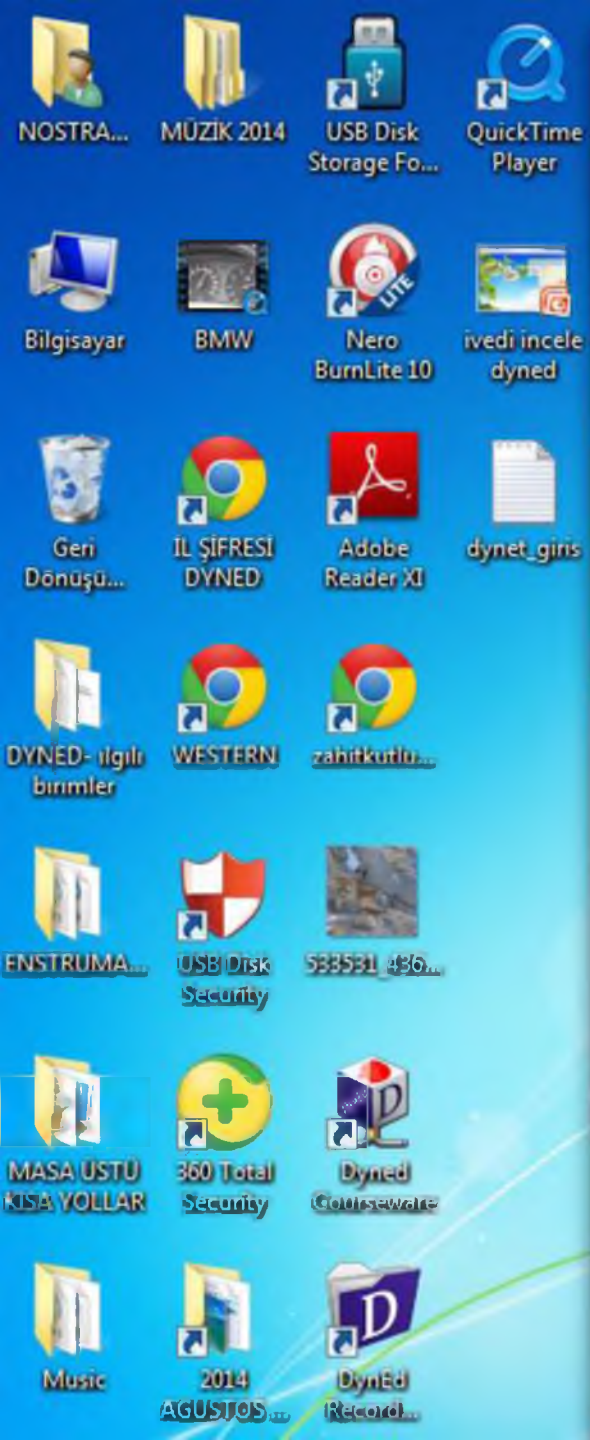 NOSTRA...
MÜZİK 2014
USB Disk
Storage Fo...
QuickTime
Player
Bilgisayar
BMW
LITE
Nero
BurnLite 10
ivedi incele
dyned
Geri
Dönüşü...
İL ŞİFRESİ
DYNED
Adobe
Reader XI
dynet_giris
DYNED- ilgili
birimler
WESTERN
zahitkutlu...
ENSTRUMA...
USB Disk
Security
533531_436...
MASA ÜSTÜ
KISA YOLLAR
360 Total
Security
D
Dyned
Courseware
Music
2014
AGUSTOS ...
D
DynEd
Record...